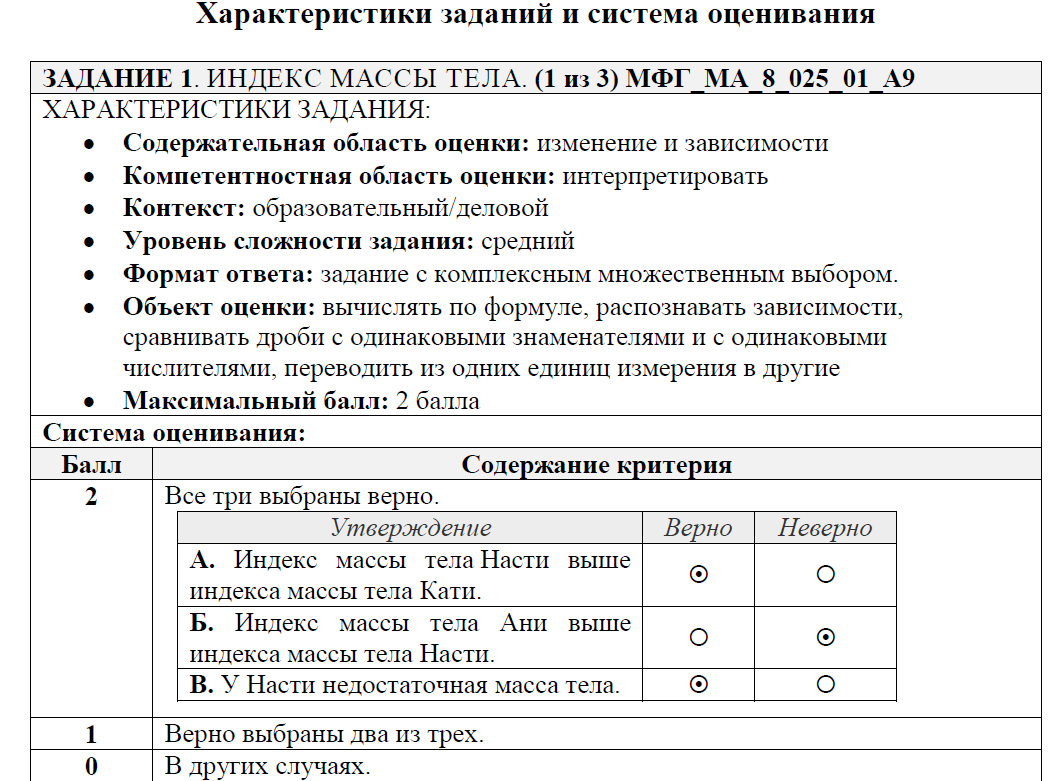 Характеристики заданий и система оценивания
ЗАДАНИЕ 1. ИНДЕКС МАССЫ ТЕЛА. (1 из 3) МФГ_МА_8_025_01_А9
ХАРАКТЕРИСТИКИ ЗАДАНИЯ:
• Содержательная область оценки: изменение и зависимости
• Компетентностная область оценки: интерпретировать
• Контекст: образовательный/деловой
• Уровень сложности задания: средний
• Формат ответа: задание с комплексным множественным выбором.
• Объект оценки: вычислять по формуле, распознавать зависимости,
сравнивать дроби с одинаковыми знаменателями и с одинаковыми
числителями, переводить из одних единиц измерения в другие
• Максимальный балл: 2 балла
Система оценивания:
Балл Содержание критерия
2 Все три выбраны верно.
Утверждение Верно Неверно
А. Индекс массы тела Насти выше
индекса массы тела Кати.
Б. Индекс массы тела Ани выше
индекса массы тела Насти.
В. У Насти недостаточная масса тела.
1 Верно выбраны два из трех.
0 В других случаях.